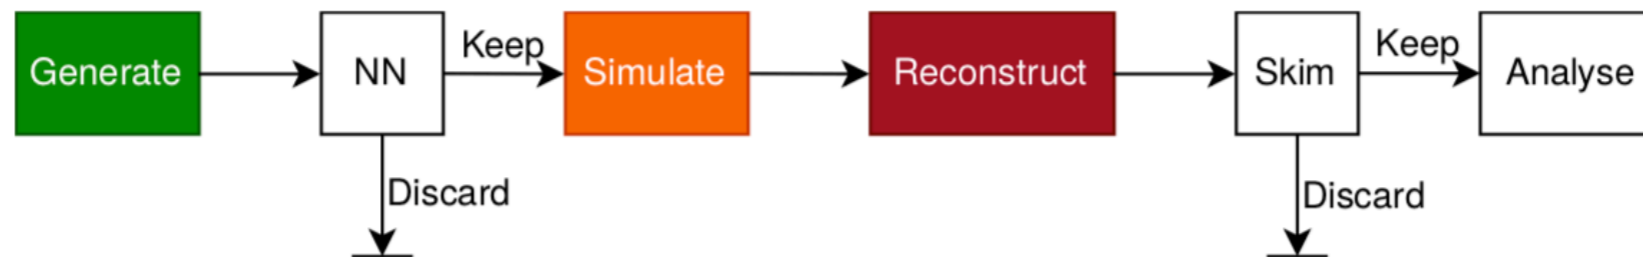 Generate
NN
Keep
Simulate
Reconstruct
Skim
Keep
Analyse
Discard
Discard